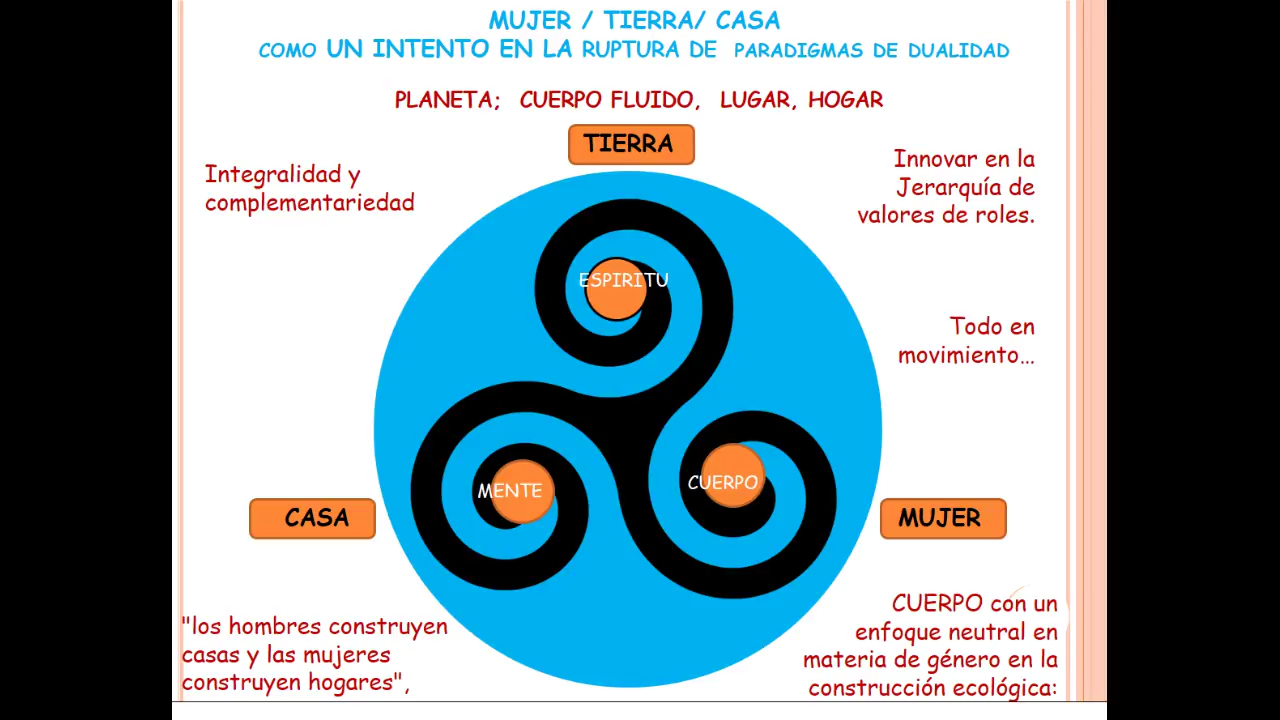 MUJER / TIERRA/ CASA
COMO UN INTENTO EN LA RUPTURA DE PARADIGMAS DE DUALIDAD
PLANETA; CUERPO FLUIDO, LUGAR, HOGAR
TIERRA
Integralidad y
complementariedad
Innovar en la
Jerarquía de
valores de roles.
ESPIRITU
Todo en
movimiento...
MENTE
CUERPO
CASA
MUJER
"los hombres construyen
casas y las mujeres
construyen hogares",
CUERPO con un
enfoque neutral en
materia de género en la
construcción ecológica: